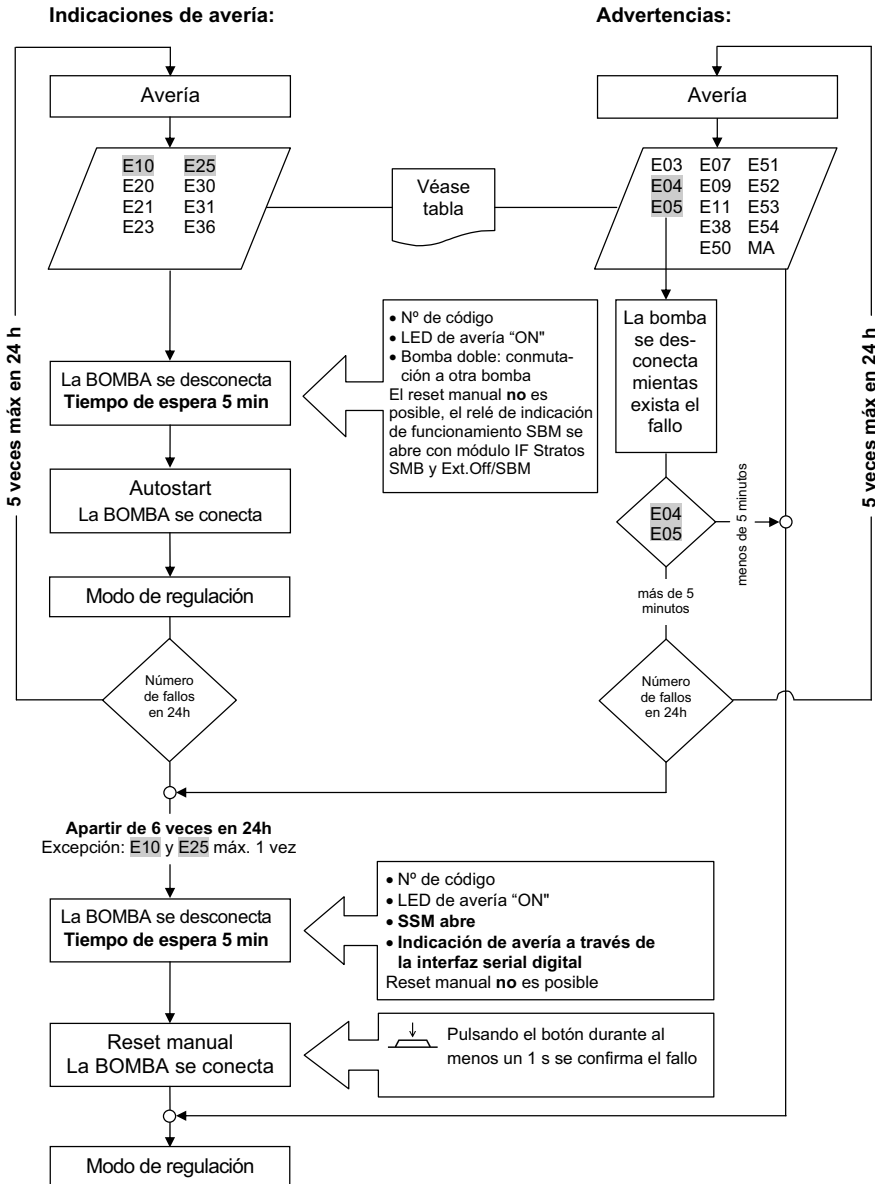 Indicaciones de avería:
Advertencias:
Avería
E10 E25
E20 E30
E21 E31
E23 E36
Véase
tabla
Avería
E03 E07 E51
E04 E09 E52
E05 E11 E53
E38 E54
E50 MA
5 veces máx en 24 h
La BOMBA se desconecta
Tiempo de espera 5 min
• Nº de código
• LED de avería “ON"
• Bomba doble: conmuta-
ción a otra bomba
El reset manual no es
posible, el relé de indicación
de funcionamiento SBM se
abre con módulo IF Stratos
SMB y Ext.Off/SBM
La bomba
se des-
conecta
mientas
exista el
fallo
5 veces máx en 24 h
Autostart
La BOMBA se conecta
E04
E05
menos de 5 minutos
más de 5
minutos
Modo de regulación
Número
de fallos
en 24h
Número
de fallos
en 24h
Apartir de 6 veces en 24h
Excepción: E10 y E25 máx. 1 vez
La BOMBA se desconecta
Tiempo de espera 5 min
• Nº de código
• LED de avería “ON"
• SSM abre
• Indicación de avería a través de
la interfaz serial digital
Reset manual no es posible
Reset manual
La BOMBA se conecta
Pulsando el botón durante al
menos un 1 s se confirma el fallo
Modo de regulación